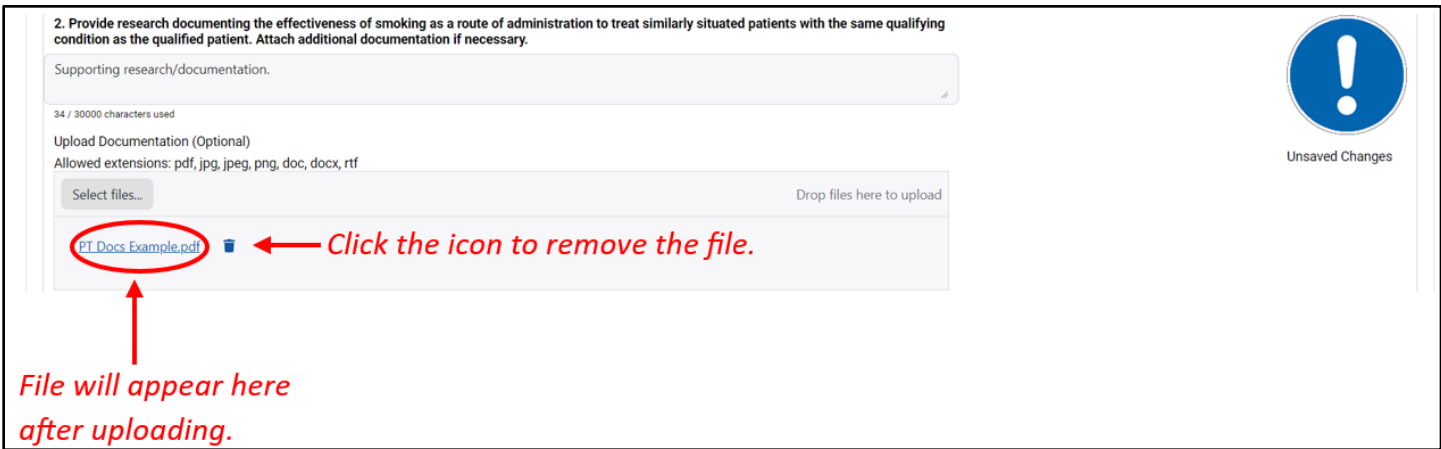 2. Provide research documenting the effectiveness of smoking as a route of administration to treat similarly situated patients with the same qualifying
condition as the qualified patient. Attach additional documentation if necessary.
Supporting research/documentation.
34 / 30000 characters used
Upload Documentation (Optional)
Allowed extensions: pdf, jpg, jpeg, png, doc, docx, rtf
Unsaved Changes
Select files... Drop files here to upload
PT Docs Example.pdf Click the icon to remove the file.
File will appear here
after uploading.